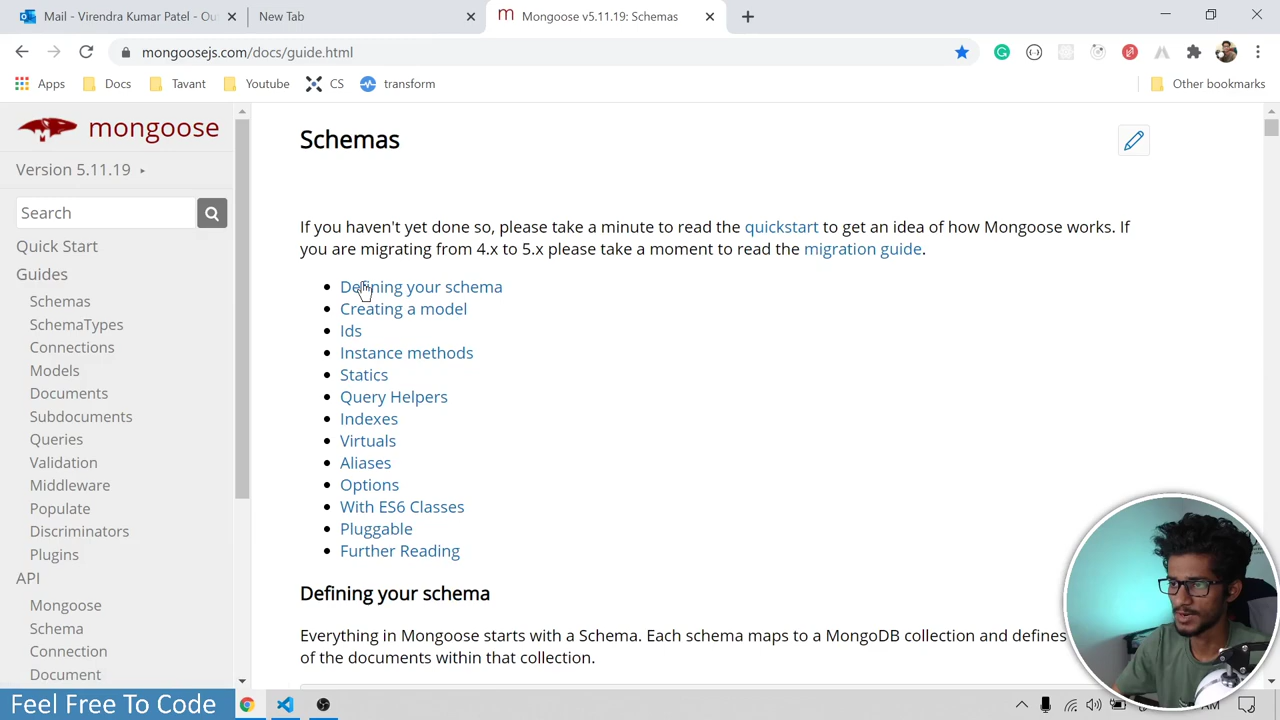 Mail - Virendra Kumar Patel - Ou
New Tab
Mongoose v5.11.19: Schemas
mongoosejs.com/docs/guide.html
Apps
Docs
Tavant
Youtube
CS
transform
Other bookmarks
mongoose
Version 5.11.19
Search
Quick Start
Guides
Schemas
SchemaTypes
Connections
Models
Documents
Subdocuments
Queries
Validation
Middleware
Populate
Discriminators
Plugins
API
Mongoose
Schema
Connection
Document
Schemas
If you haven't yet done so, please take a minute to read the quickstart to get an idea of how Mongoose works. If
you are migrating from 4.x to 5.x please take a moment to read the migration guide.
Defining your schema
Creating a model
Ids
Instance methods
Statics
Query Helpers
Indexes
Virtuals
Aliases
Options
With ES6 Classes
Pluggable
Further Reading
Defining your schema
Everything in Mongoose starts with a Schema. Each schema maps to a MongoDB collection and defines
of the documents within that collection.
Feel Free To Code
AM